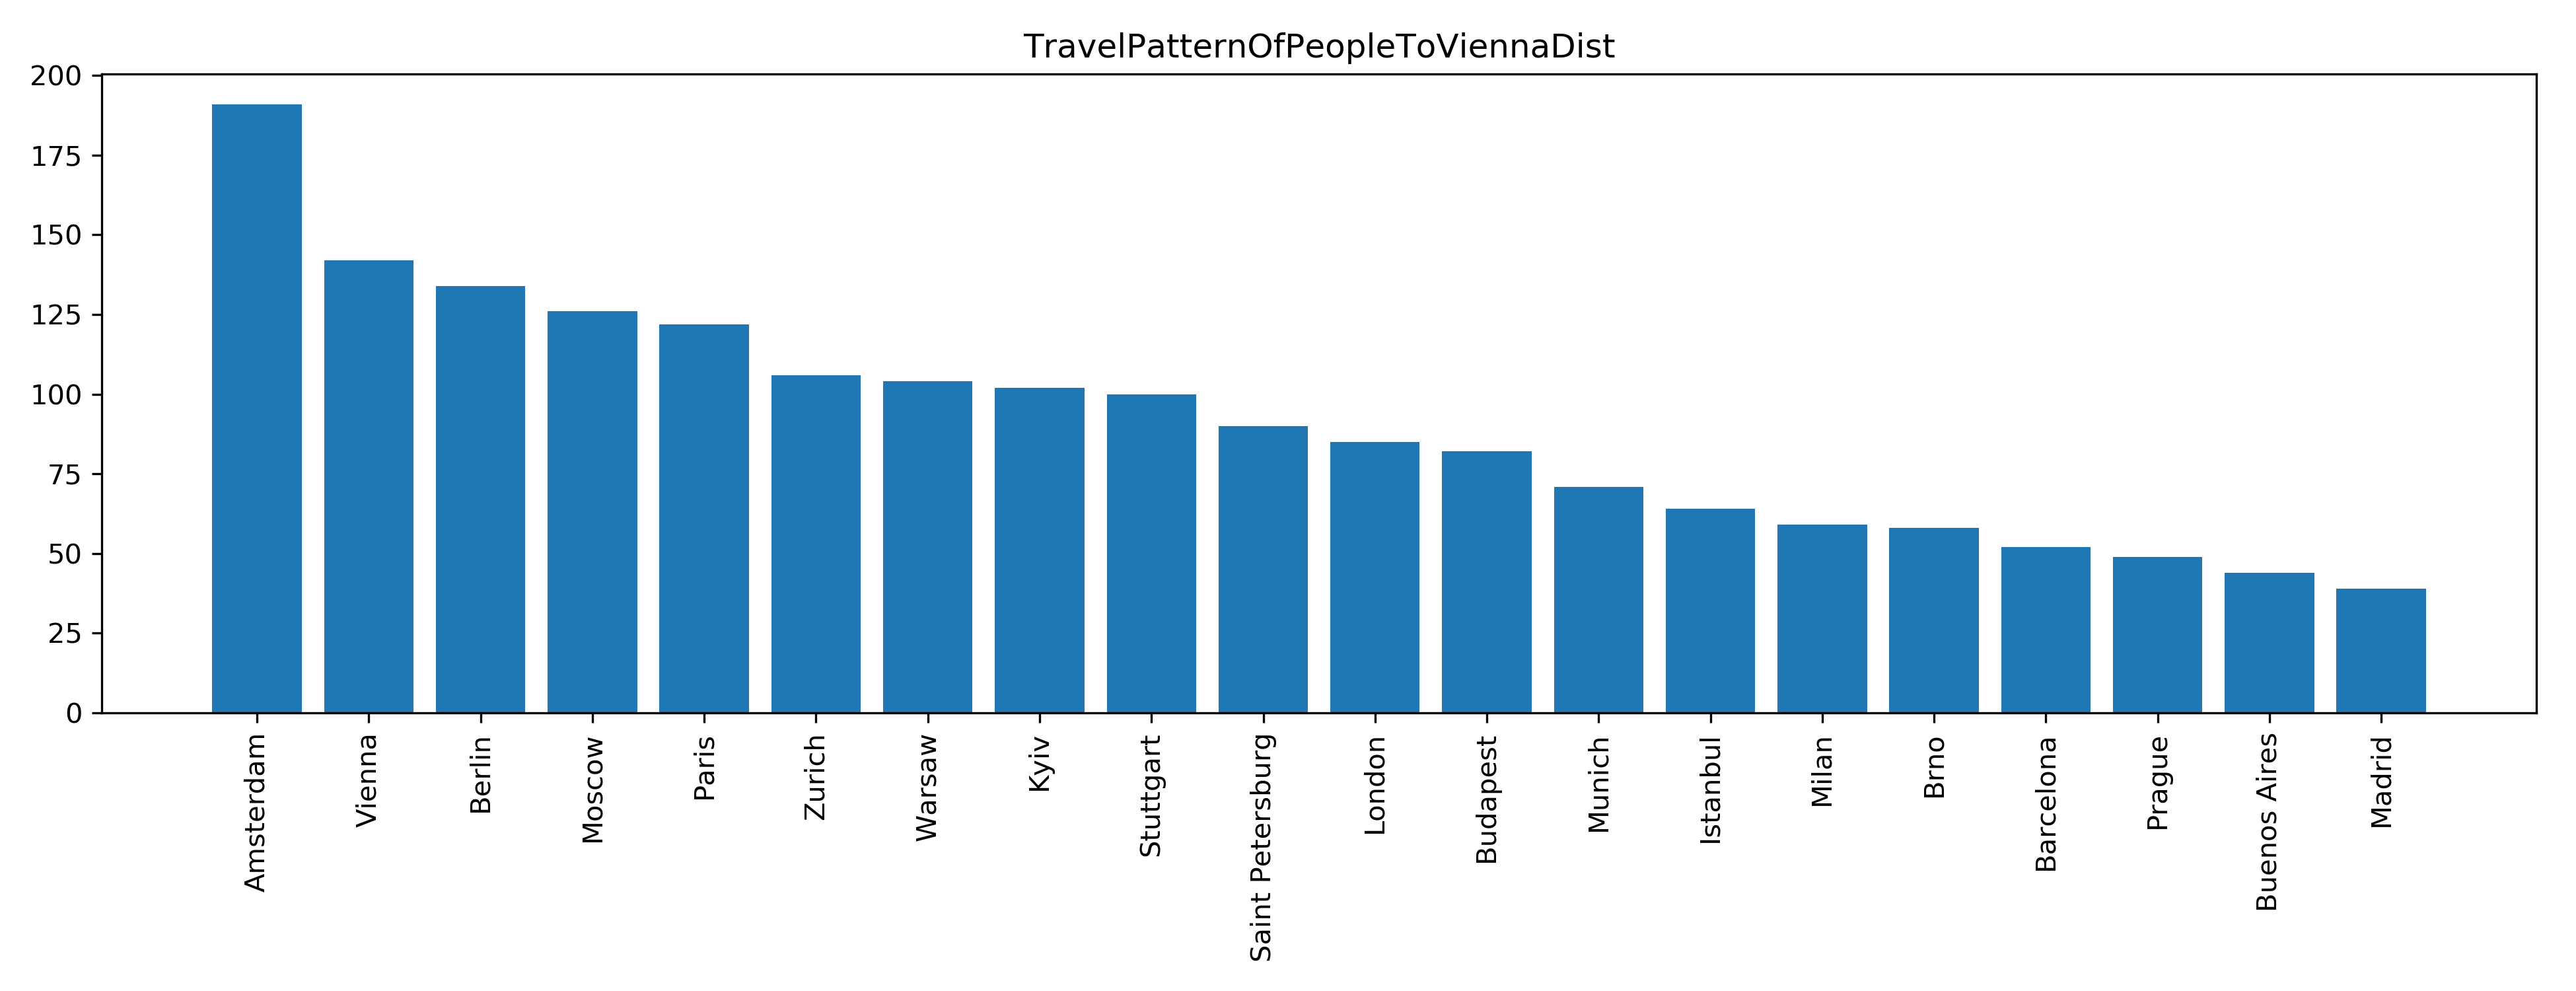 TravelPatternOfPeopleToViennaDist
200
175
150
125
100
75
50
25
0
Amsterdam
Vienna
Berlin
Moscow
Paris
Zurich
Warsaw
Kyiv
Stuttgart
Saint Petersburg
London
Budapest
Munich
Istanbul
Milan
Brno
Barcelona
Prague
Buenos Aires
Madrid